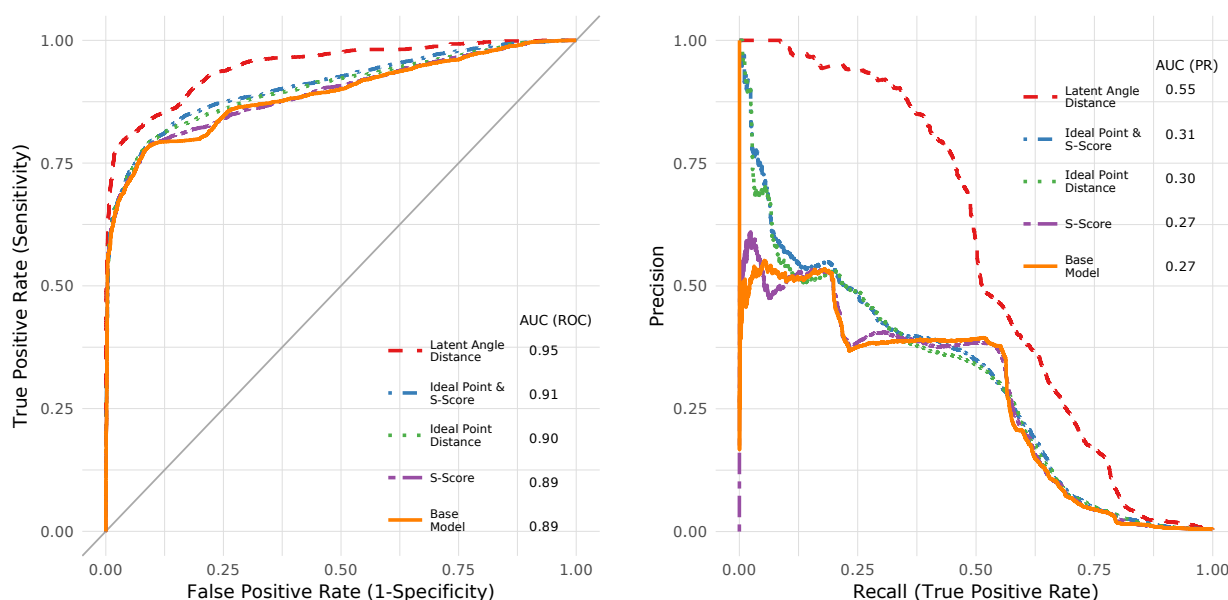 1.00
0.75
0.50
0.25
0.00
True Positive Rate (Sensitivity)
AUC (ROC)
Latent Angle
Distance
0.95
Ideal Point &
S-Score
0.91
Ideal Point
Distance
0.90
S-Score
0.89
Base
Model
0.89
0.00 0.25 0.50 0.75 1.00
False Positive Rate (1-Specificity)
1.00
0.75
0.50
0.25
0.00
Precision
AUC (PR)
Latent Angle
Distance
0.55
Ideal Point &
S-Score
0.31
Ideal Point
Distance
0.30
S-Score
0.27
Base
Model
0.27
0.00 0.25 0.50 0.75 1.00
Recall (True Positive Rate)